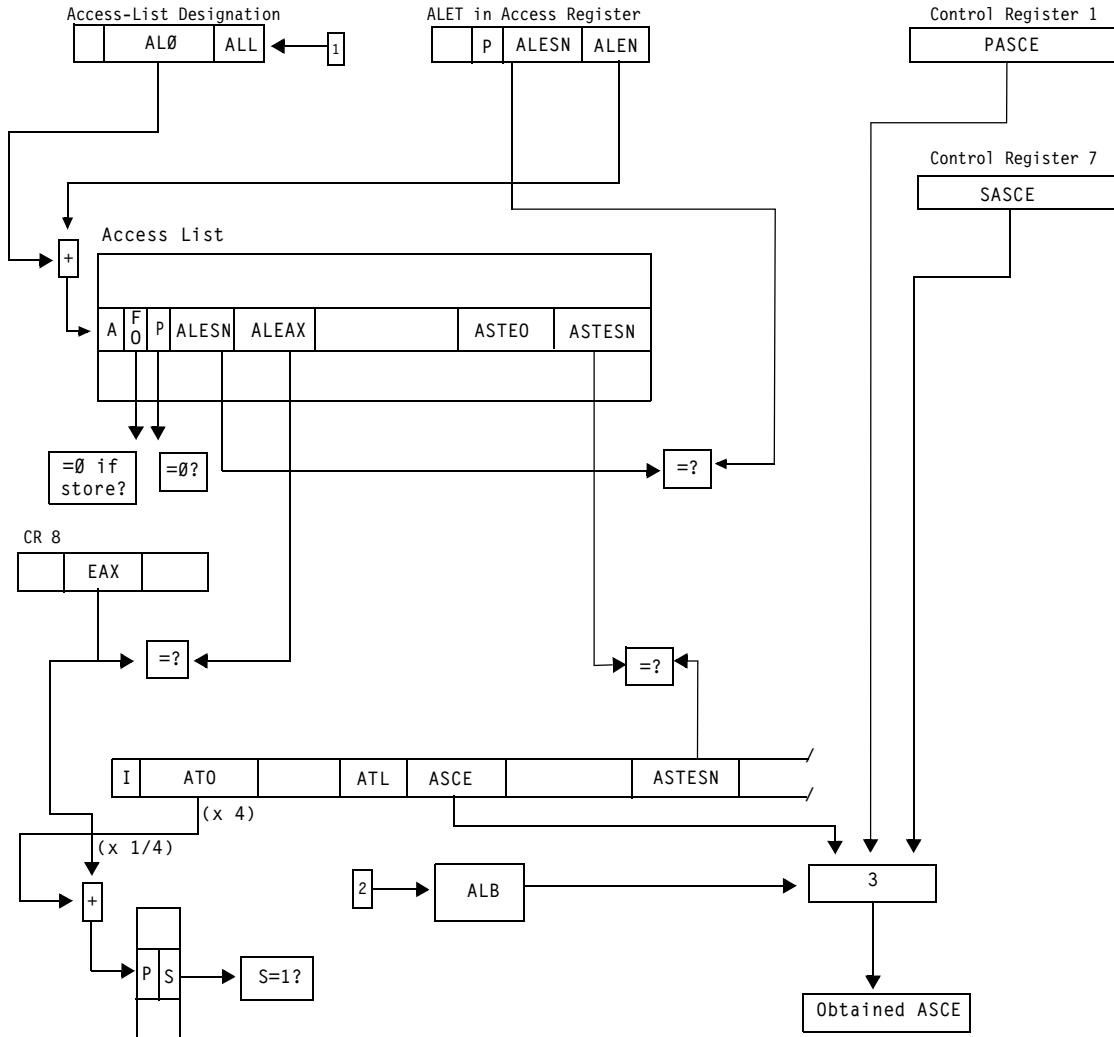 Access-List Designation
ALET in Access Register
Control Register 1
ALØ
ALL
1
P
ALESN
ALEN
PASCE
Control Register 7
SASCE
+
Access List
A
F
O
P
ALESN
ALEAX
ASTEO
ASTESN
=Ø if
store?
=Ø?
=?
CR 8
EAX
=?
=?
I
ATO
ATL
ASCE
ASTESN
(x 4)
(x 1/4)
+
2
ALB
3
P
S
S=1?
Obtained ASCE